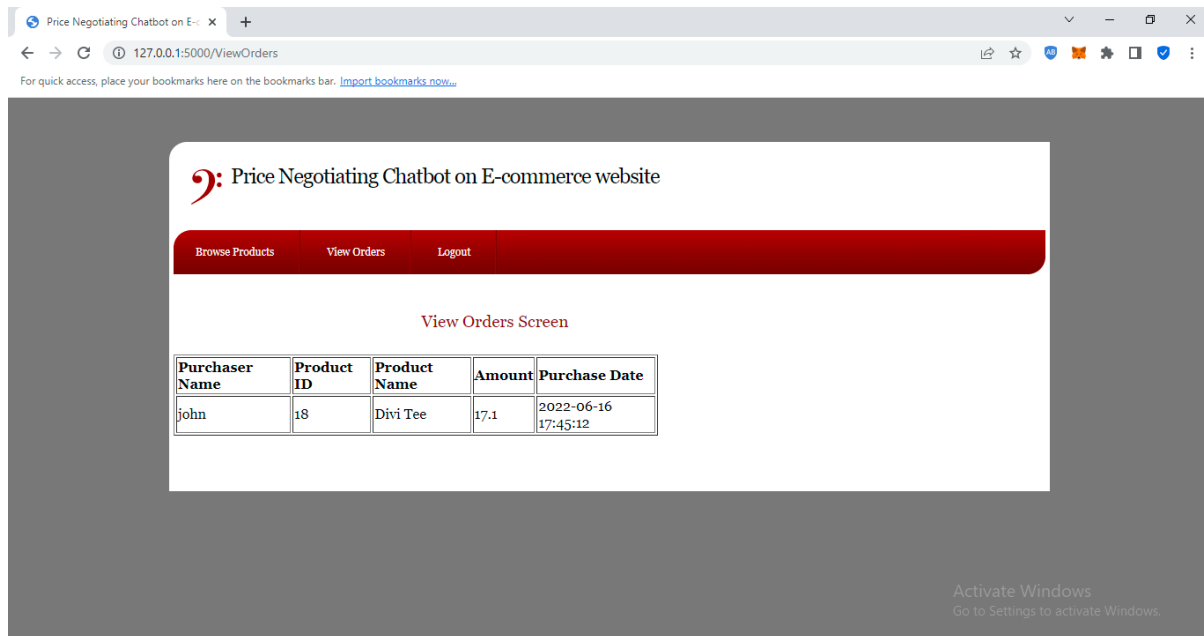 Price Negotiating Chatbot on E-c
127.0.0.1:5000/ViewOrders
AB
For quick access, place your bookmarks here on the bookmarks bar. Import bookmarks now...
Price Negotiating Chatbot on E-commerce website
Browse Products View Orders Logout
View Orders Screen
Purchaser Name Product ID Product Name Amount Purchase Date
john 18 Divi Tee 17.1 2022-06-16 17:45:12
Activate Windows
Go to Settings to activate Windows.